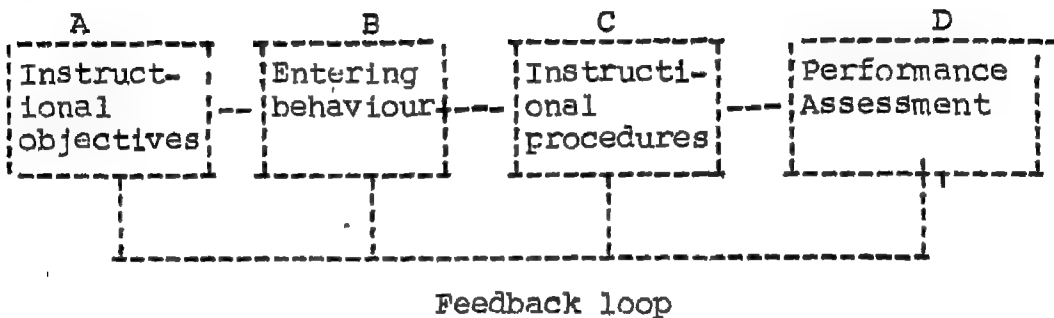 A B C D
Instruct- Entering Instructi- Performance
ional behaviour onal Assessment
objectives procedures
Feedback loop